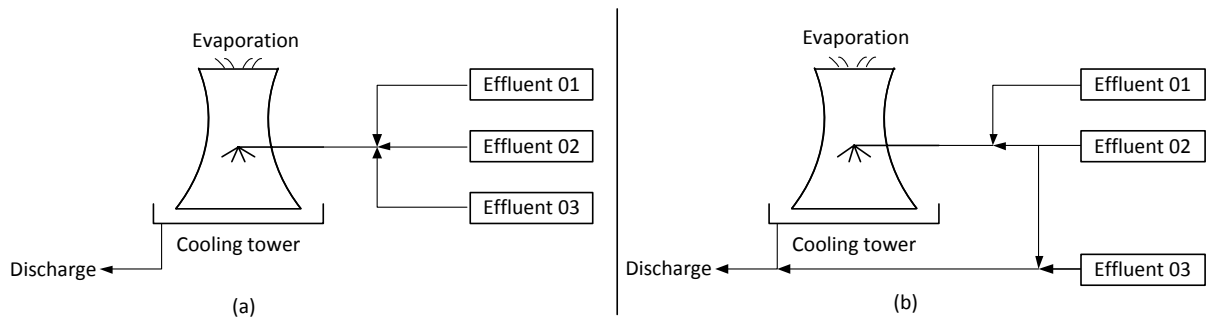 Evaporation
Effluent 01
Effluent 02
Effluent 03
Cooling tower
Discharge
(a)
Evaporation
Effluent 01
Effluent 02
Cooling tower
Discharge
Effluent 03
(b)